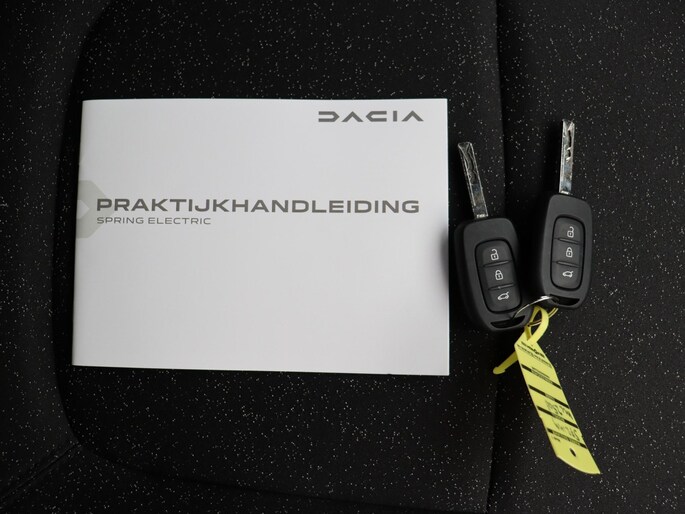 DACIA
PRAKTIJKHANDLEIDING
SPRING ELECTRIC